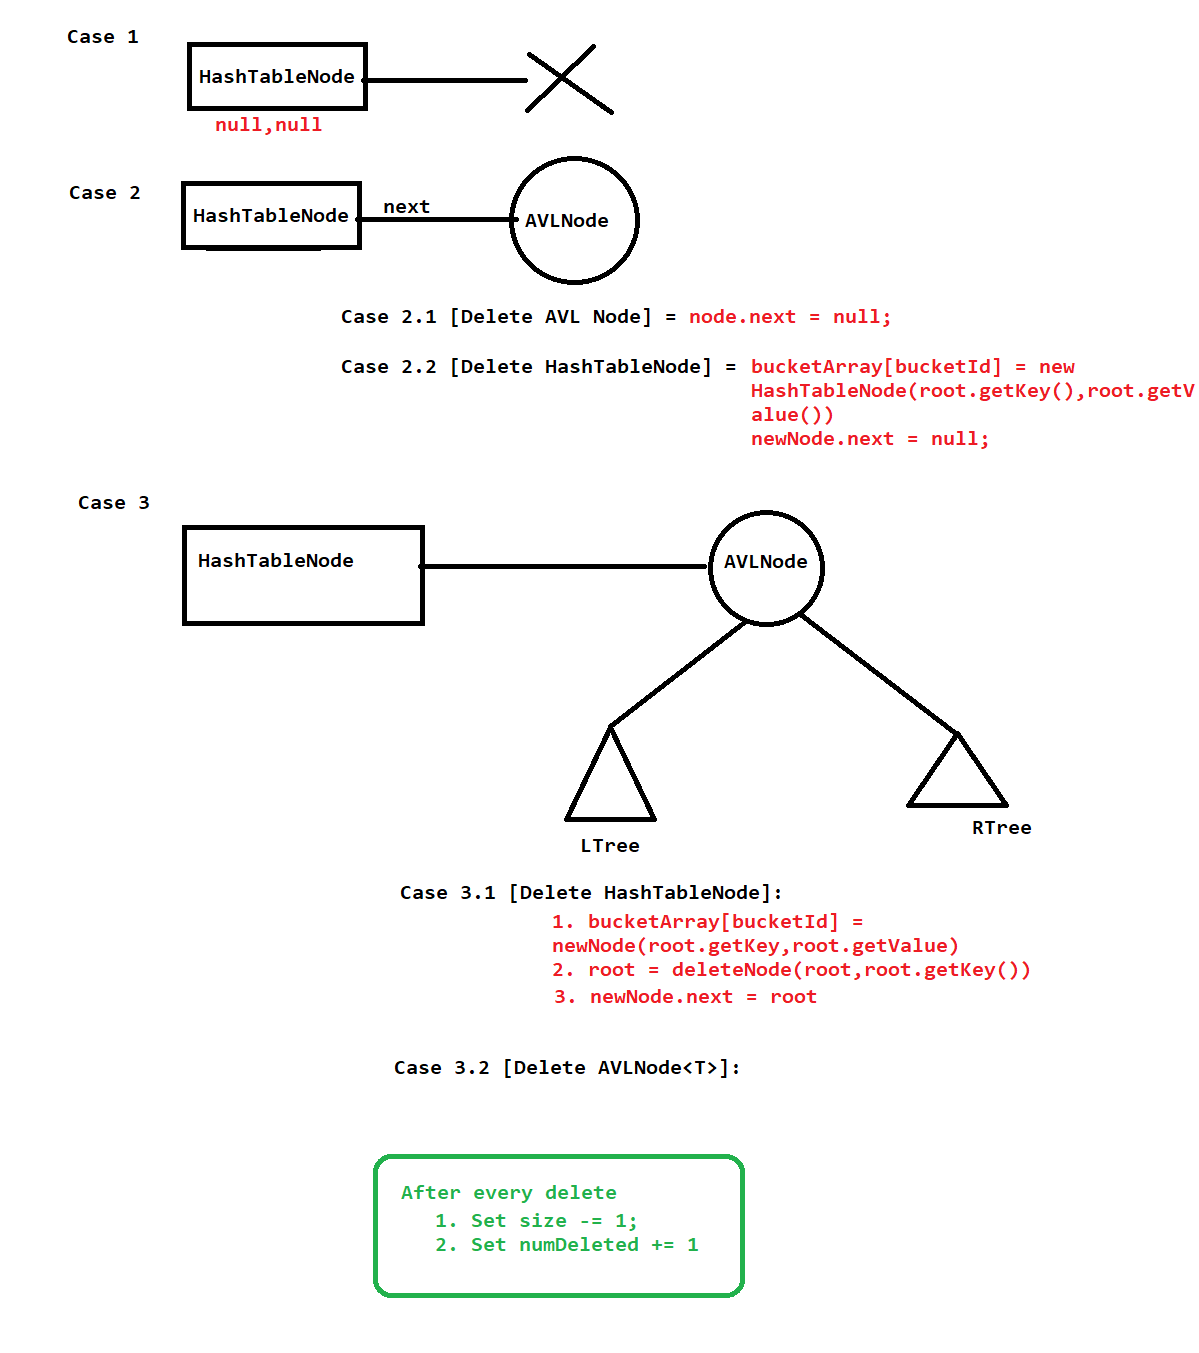 Case 1
HashTableNode
null,null
Case 2
HashTableNode
next
AVLNode
Case 2.1 [Delete AVL Node] = node.next = null;
Case 2.2 [Delete HashTableNode] = bucketArray[bucketId] = new
HashTableNode(root.getKey(),root.getV
alue())
newNode.next = null;
Case 3
HashTableNode
AVLNode
LTree
RTree
Case 3.1 [Delete HashTableNode]:
1. bucketArray[bucketId] =
newNode(root.getKey,root.getValue)
2. root = deleteNode(root,root.getKey())
3. newNode.next = root
Case 3.2 [Delete AVLNode<T>]:
After every delete
1. Set size -= 1;
2. Set numDeleted += 1